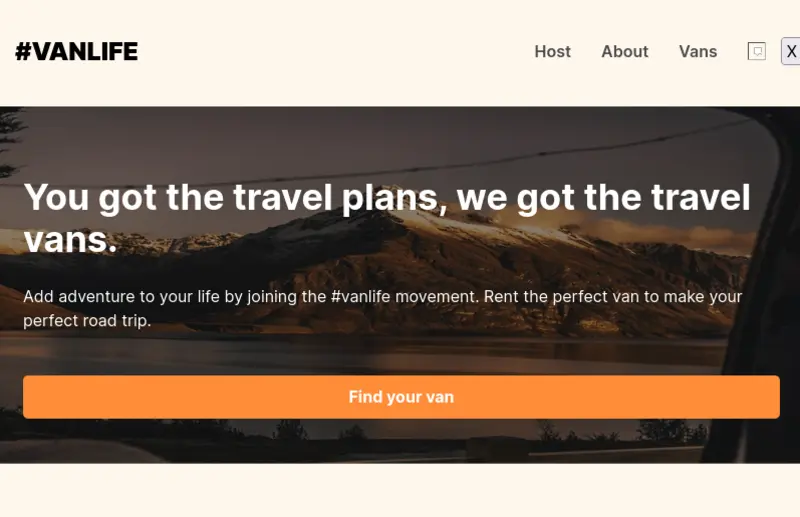 #VANLIFE
Host About Vans X
You got the travel plans, we got the travel
vans.
Add adventure to your life by joining the #vanlife movement. Rent the perfect van to make your
perfect road trip.
Find your van